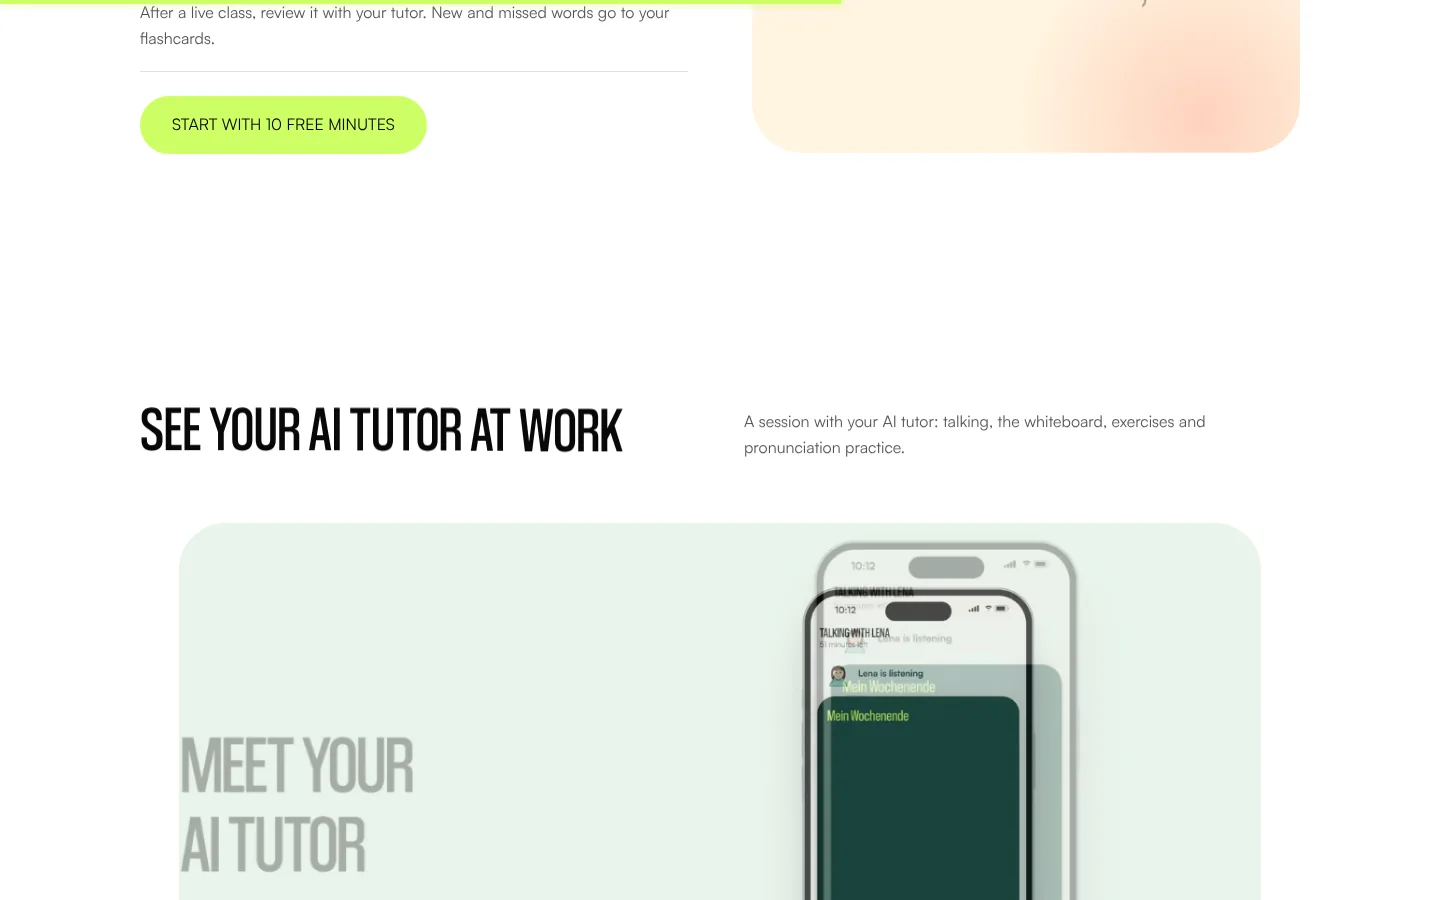 After a live class, review it with your tutor. New and missed words go to your
flashcards.
START WITH 10 FREE MINUTES
SEE YOUR AI TUTOR AT WORK
A session with your AI tutor: talking, the whiteboard, exercises and
pronunciation practice.
10:12
TALKING WITH LENA
10:12
TALKING WITH LENA
Lena is listening
Lena is listening
Mein Wochenende
Mein Wochenende
MEET YOUR
AI TUTOR